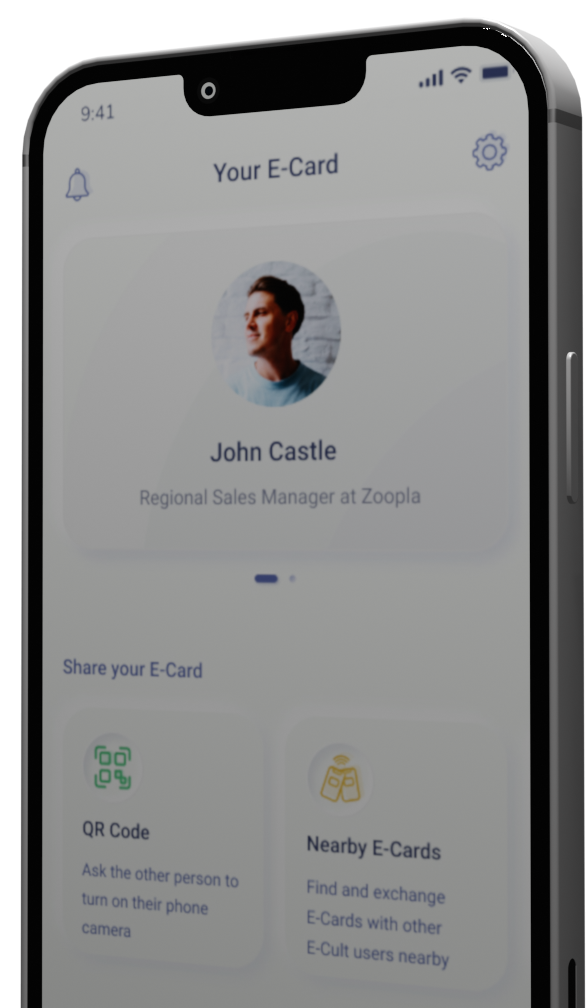 9:41
Your E-Card
John Castle
Regional Sales Manager at Zoopla
Share your E-Card
QR Code
Ask the other person to
turn on their phone
camera
Nearby E-Cards
Find and exchange
E-Cards with other
E-Cult users nearby